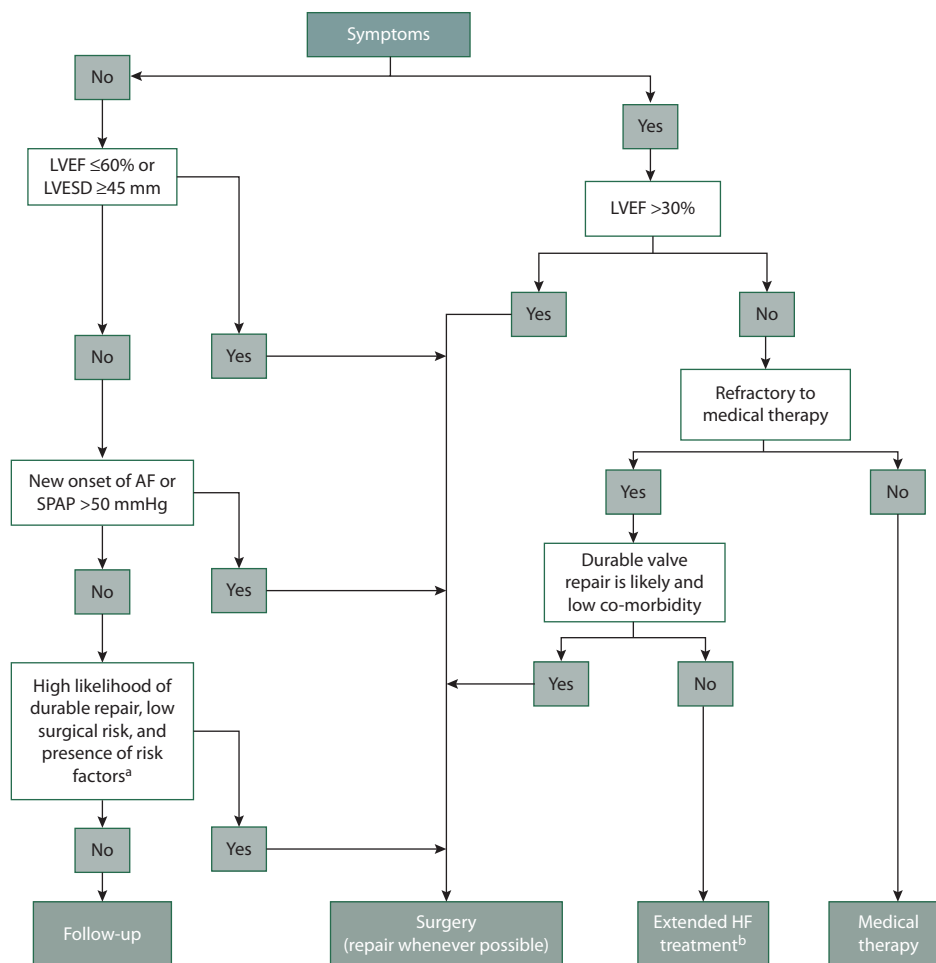 Symptoms
No
Yes
LVEF ≤60% or
LVESD ≥45 mm
LVEF >30%
Yes
No
No
Yes
Refractory to
medical therapy
New onset of AF or
SPAP >50 mmHg
Yes
No
No
Yes
Durable valve
repair is likely and
low co-morbidity
High likelihood of
durable repair, low
surgical risk, and
presence of risk
factorsᵃ
Yes
No
No
Yes
Follow-up
Surgery
(repair whenever possible)
Extended HF
treatmentᵇ
Medical
therapy